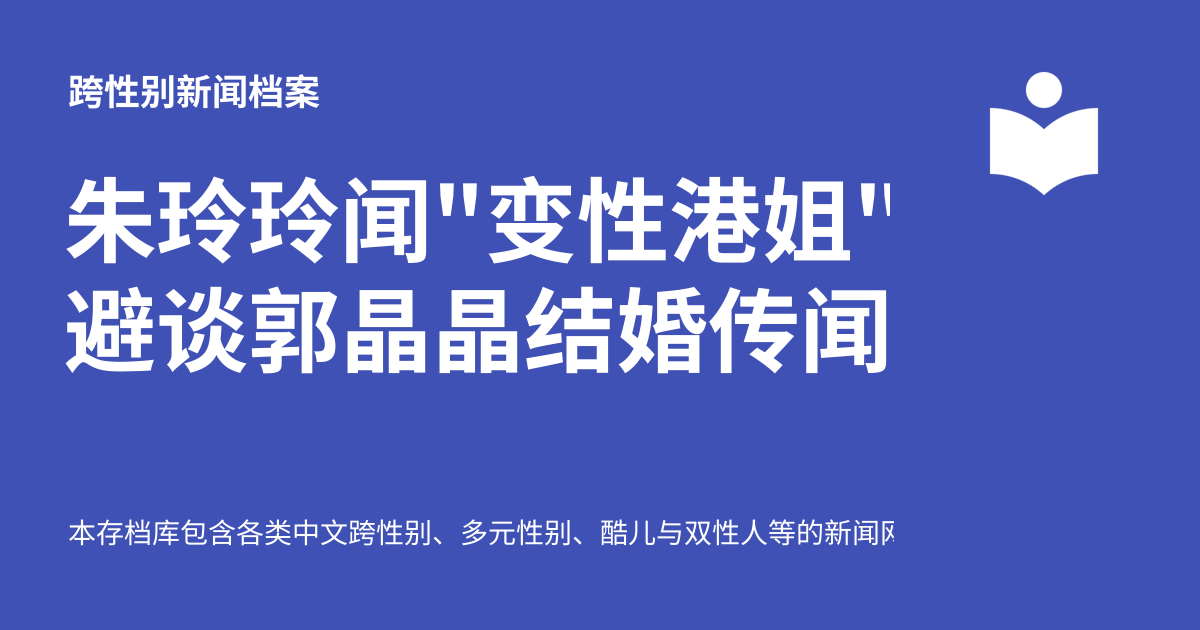 跨性别新闻档案
朱玲玲闻"变性港姐"
避谈郭晶晶结婚传闻
本存档库包含各类中文跨性别、多元性别、酷儿与双性人等的新闻